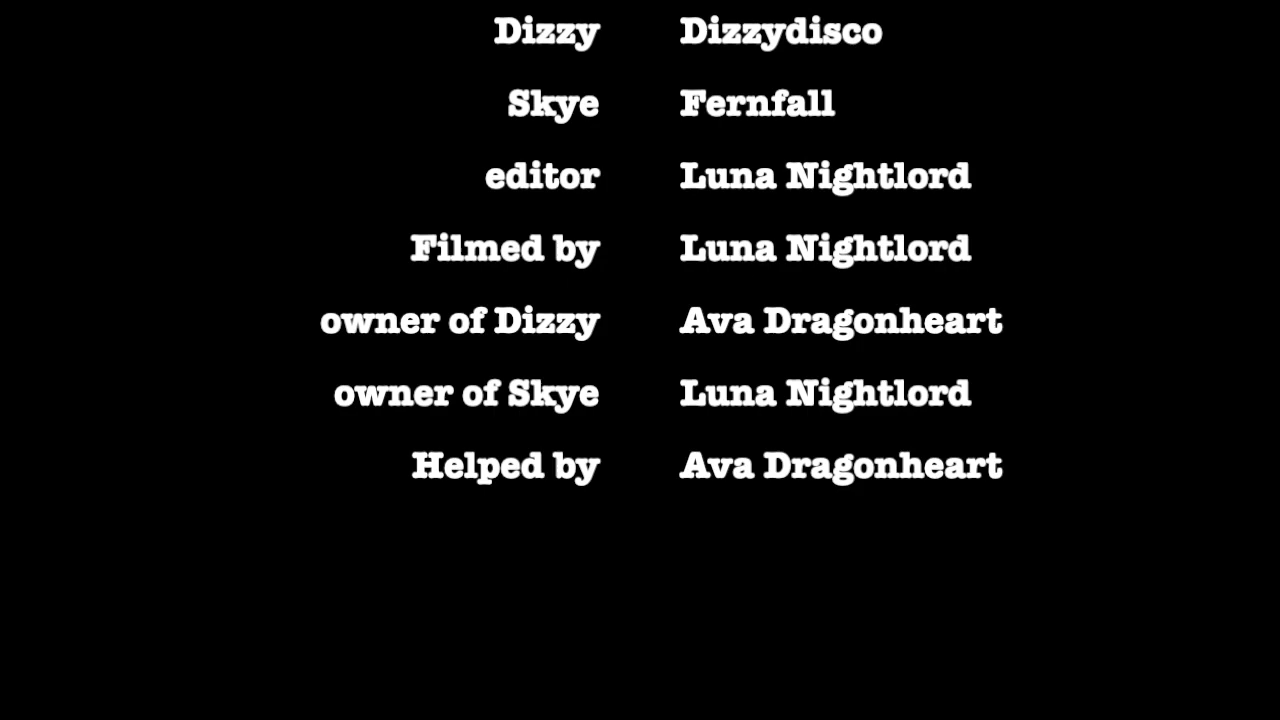 Dizzy Dizzydisco
Skye Fernfall
editor Luna Nightlord
Filmed by Luna Nightlord
owner of Dizzy Ava Dragonheart
owner of Skye Luna Nightlord
Helped by Ava Dragonheart